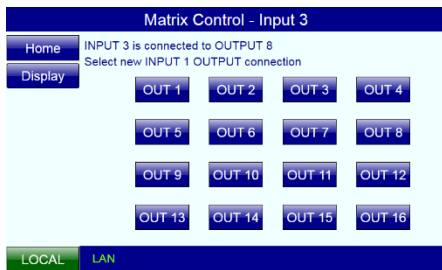 Matrix Control - Input 3
Home
INPUT 3 is connected to OUTPUT 8
Select new INPUT 1 OUTPUT connection
Display
OUT 1 OUT 2 OUT 3 OUT 4
OUT 5 OUT 6 OUT 7 OUT 8
OUT 9 OUT 10 OUT 11 OUT 12
OUT 13 OUT 14 OUT 15 OUT 16
LOCAL LAN